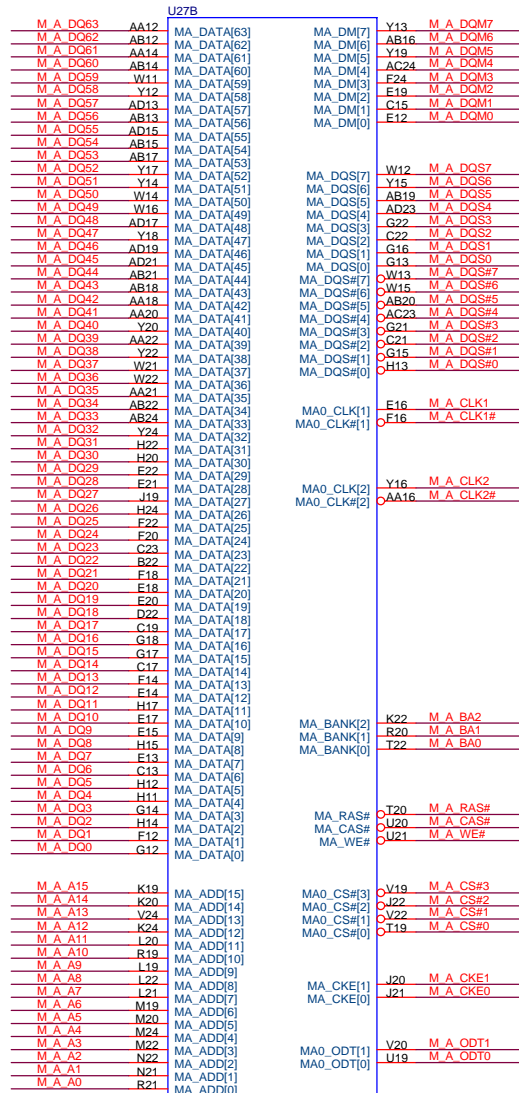 U27B
M_A_DQ63 AA12 MA_DATA[63] MA_DM[7] Y13 M_A_DQM7
M_A_DQ62 AB12 MA_DATA[62] MA_DM[6] AB16 M_A_DQM6
M_A_DQ61 AA14 MA_DATA[61] MA_DM[5] Y19 M_A_DQM5
M_A_DQ60 AB14 MA_DATA[60] MA_DM[4] AC24 M_A_DQM4
M_A_DQ59 W11 MA_DATA[59] MA_DM[3] F24 M_A_DQM3
M_A_DQ58 Y12 MA_DATA[58] MA_DM[2] E19 M_A_DQM2
M_A_DQ57 AD13 MA_DATA[57] MA_DM[1] C15 M_A_DQM1
M_A_DQ56 AB13 MA_DATA[56] MA_DM[0] E12 M_A_DQM0
M_A_DQ55 AD15 MA_DATA[55]
M_A_DQ54 AB15 MA_DATA[54]
M_A_DQ53 AB17 MA_DATA[53]
M_A_DQ52 Y17 MA_DATA[52] MA_DQS[7] W12 M_A_DQS7
M_A_DQ51 Y14 MA_DATA[51] MA_DQS[6] Y15 M_A_DQS6
M_A_DQ50 W14 MA_DATA[50] MA_DQS[5] AB19 M_A_DQS5
M_A_DQ49 W16 MA_DATA[49] MA_DQS[4] AD23 M_A_DQS4
M_A_DQ48 AD17 MA_DATA[48] MA_DQS[3] G22 M_A_DQS3
M_A_DQ47 Y18 MA_DATA[47] MA_DQS[2] C22 M_A_DQS2
M_A_DQ46 AD19 MA_DATA[46] MA_DQS[1] G16 M_A_DQS1
M_A_DQ45 AD21 MA_DATA[45] MA_DQS[0] G13 M_A_DQS0
M_A_DQ44 AB21 MA_DATA[44] MA_DQS#[7] W13 M_A_DQS#7
M_A_DQ43 AB18 MA_DATA[43] MA_DQS#[6] W15 M_A_DQS#6
M_A_DQ42 AA18 MA_DATA[42] MA_DQS#[5] AB20 M_A_DQS#5
M_A_DQ41 AA20 MA_DATA[41] MA_DQS#[4] AC23 M_A_DQS#4
M_A_DQ40 Y20 MA_DATA[40] MA_DQS#[3] G21 M_A_DQS#3
M_A_DQ39 AA22 MA_DATA[39] MA_DQS#[2] C21 M_A_DQS#2
M_A_DQ38 Y22 MA_DATA[38] MA_DQS#[1] G15 M_A_DQS#1
M_A_DQ37 W21 MA_DATA[37] MA_DQS#[0] H13 M_A_DQS#0
M_A_DQ36 W22 MA_DATA[36]
M_A_DQ35 AA21 MA_DATA[35]
M_A_DQ34 AB22 MA_DATA[34] MA0_CLK[1] E16 M_A_CLK1
M_A_DQ33 AB24 MA_DATA[33] MA0_CLK#[1] F16 M_A_CLK1#
M_A_DQ32 Y24 MA_DATA[32]
M_A_DQ31 H22 MA_DATA[31]
M_A_DQ30 H20 MA_DATA[30]
M_A_DQ29 E22 MA_DATA[29]
M_A_DQ28 E21 MA_DATA[28] MA0_CLK[2] Y16 M_A_CLK2
M_A_DQ27 J19 MA_DATA[27] MA0_CLK#[2] AA16 M_A_CLK2#
M_A_DQ26 H24 MA_DATA[26]
M_A_DQ25 F22 MA_DATA[25]
M_A_DQ24 F20 MA_DATA[24]
M_A_DQ23 C23 MA_DATA[23]
M_A_DQ22 B22 MA_DATA[22]
M_A_DQ21 F18 MA_DATA[21]
M_A_DQ20 E18 MA_DATA[20]
M_A_DQ19 E20 MA_DATA[19]
M_A_DQ18 D22 MA_DATA[18]
M_A_DQ17 C19 MA_DATA[17]
M_A_DQ16 G18 MA_DATA[16]
M_A_DQ15 G17 MA_DATA[15]
M_A_DQ14 C17 MA_DATA[14]
M_A_DQ13 F14 MA_DATA[13]
M_A_DQ12 E14 MA_DATA[12]
M_A_DQ11 H17 MA_DATA[11]
M_A_DQ10 E17 MA_DATA[10] MA_BANK[2] K22 M_A_BA2
M_A_DQ9 E15 MA_DATA[9] MA_BANK[1] R20 M_A_BA1
M_A_DQ8 H15 MA_DATA[8] MA_BANK[0] T22 M_A_BA0
M_A_DQ7 E13 MA_DATA[7]
M_A_DQ6 C13 MA_DATA[6]
M_A_DQ5 H12 MA_DATA[5]
M_A_DQ4 H11 MA_DATA[4]
M_A_DQ3 G14 MA_DATA[3] MA_RAS# T20 M_A_RAS#
M_A_DQ2 H14 MA_DATA[2] MA_CAS# U20 M_A_CAS#
M_A_DQ1 F12 MA_DATA[1] MA_WE# U21 M_A_WE#
M_A_DQ0 G12 MA_DATA[0]
M_A_A15 K19 MA_ADD[15] MA0_CS#[3] V19 M_A_CS#3
M_A_A14 K20 MA_ADD[14] MA0_CS#[2] J22 M_A_CS#2
M_A_A13 V24 MA_ADD[13] MA0_CS#[1] V22 M_A_CS#1
M_A_A12 K24 MA_ADD[12] MA0_CS#[0] T19 M_A_CS#0
M_A_A11 L20 MA_ADD[11]
M_A_A10 R19 MA_ADD[10]
M_A_A9 L19 MA_ADD[9]
M_A_A8 L22 MA_ADD[8] MA_CKE[1] J20 M_A_CKE1
M_A_A7 L21 MA_ADD[7] MA_CKE[0] J21 M_A_CKE0
M_A_A6 M19 MA_ADD[6]
M_A_A5 M20 MA_ADD[5]
M_A_A4 M24 MA_ADD[4]
M_A_A3 M22 MA_ADD[3] MA0_ODT[1] V20 M_A_ODT1
M_A_A2 N22 MA_ADD[2] MA0_ODT[0] U19 M_A_ODT0
M_A_A1 N21 MA_ADD[1]
M_A_A0 R21 MA_ADD[0]